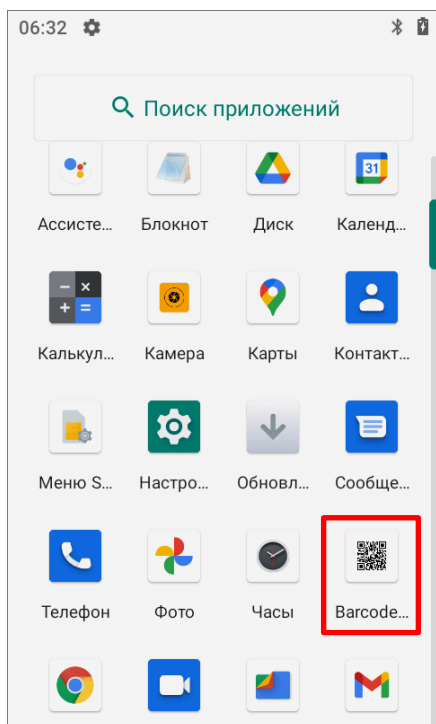 06:32
Поиск приложений
31
Ассисте... Блокнот Диск Календ...
Калькул... Камера Карты Контакт...
Меню S... Настро... Обновл... Сообще...
Телефон Фото Часы Barcode...